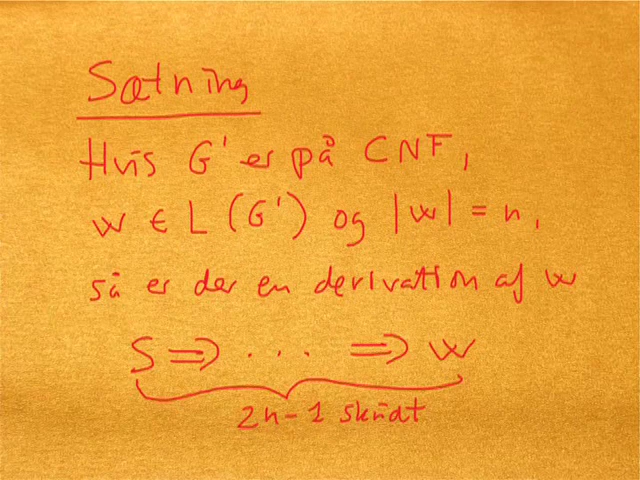 Sætning
Hvis G' er på CNF,
w ∈ L (G') og |w| = n,
så er der en derivation af w
S ⇒ ... ⇒ w
2n-1 skridt